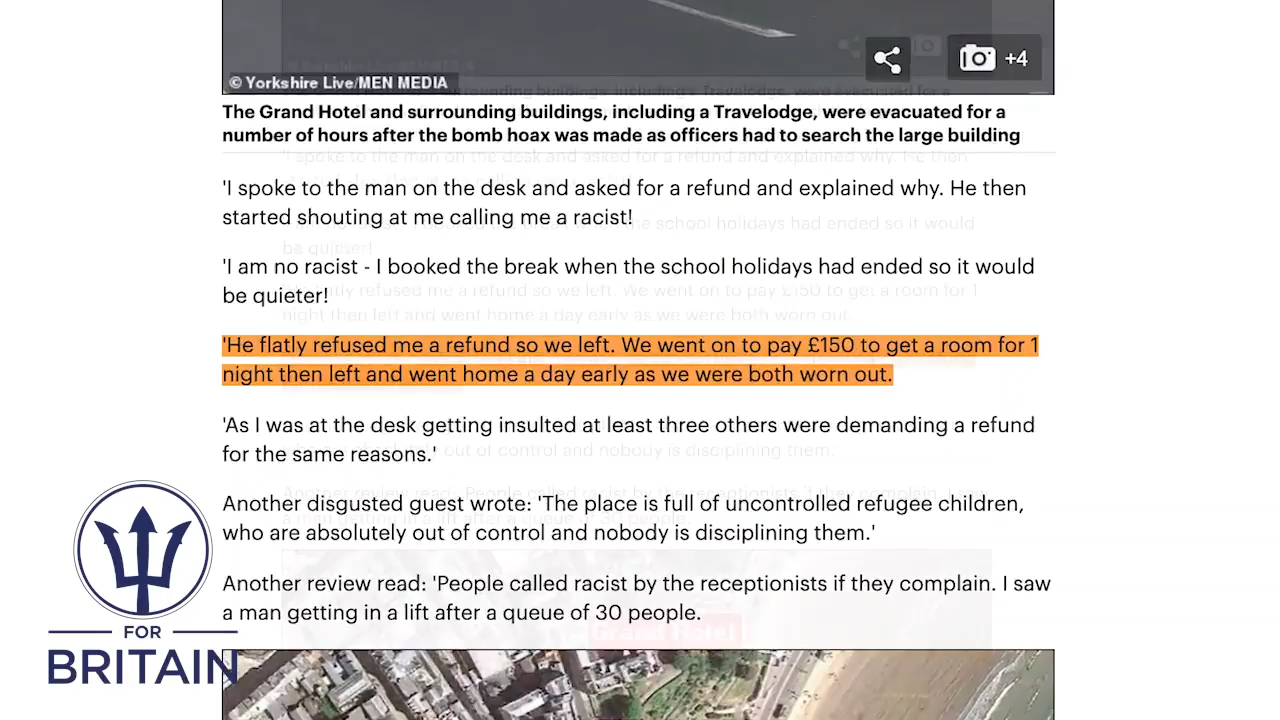 +4
© Yorkshire Live/MEN MEDIA
The Grand Hotel and surrounding buildings, including a Travelodge, were evacuated for a
number of hours after the bomb hoax was made as officers had to search the large building
'I spoke to the man on the desk and asked for a refund and explained why. He then
started shouting at me calling me a racist!
'I am no racist - I booked the break when the school holidays had ended so it would
be quieter!
'He flatly refused me a refund so we left. We went on to pay £150 to get a room for 1
night then left and went home a day early as we were both worn out.
'As I was at the desk getting insulted at least three others were demanding a refund
for the same reasons.'
Another disgusted guest wrote: 'The place is full of uncontrolled refugee children,
who are absolutely out of control and nobody is disciplining them.'
Another review read: 'People called racist by the receptionists if they complain. I saw
a man getting in a lift after a queue of 30 people.
Grand Hotel
FOR
BRITAIN